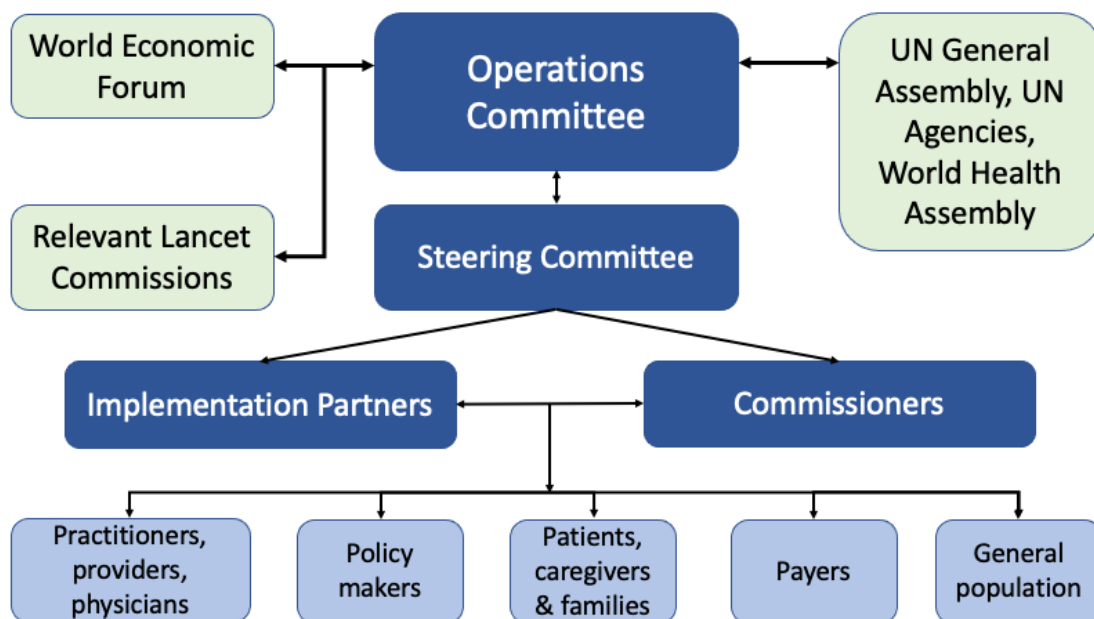 World Economic
Forum
Operations
Committee
UN General
Assembly, UN
Agencies,
World Health
Assembly
Relevant Lancet
Commissions
Steering Committee
Implementation Partners
Commissioners
Practitioners,
providers,
physicians
Policy
makers
Patients,
caregivers
& families
Payers
General
population